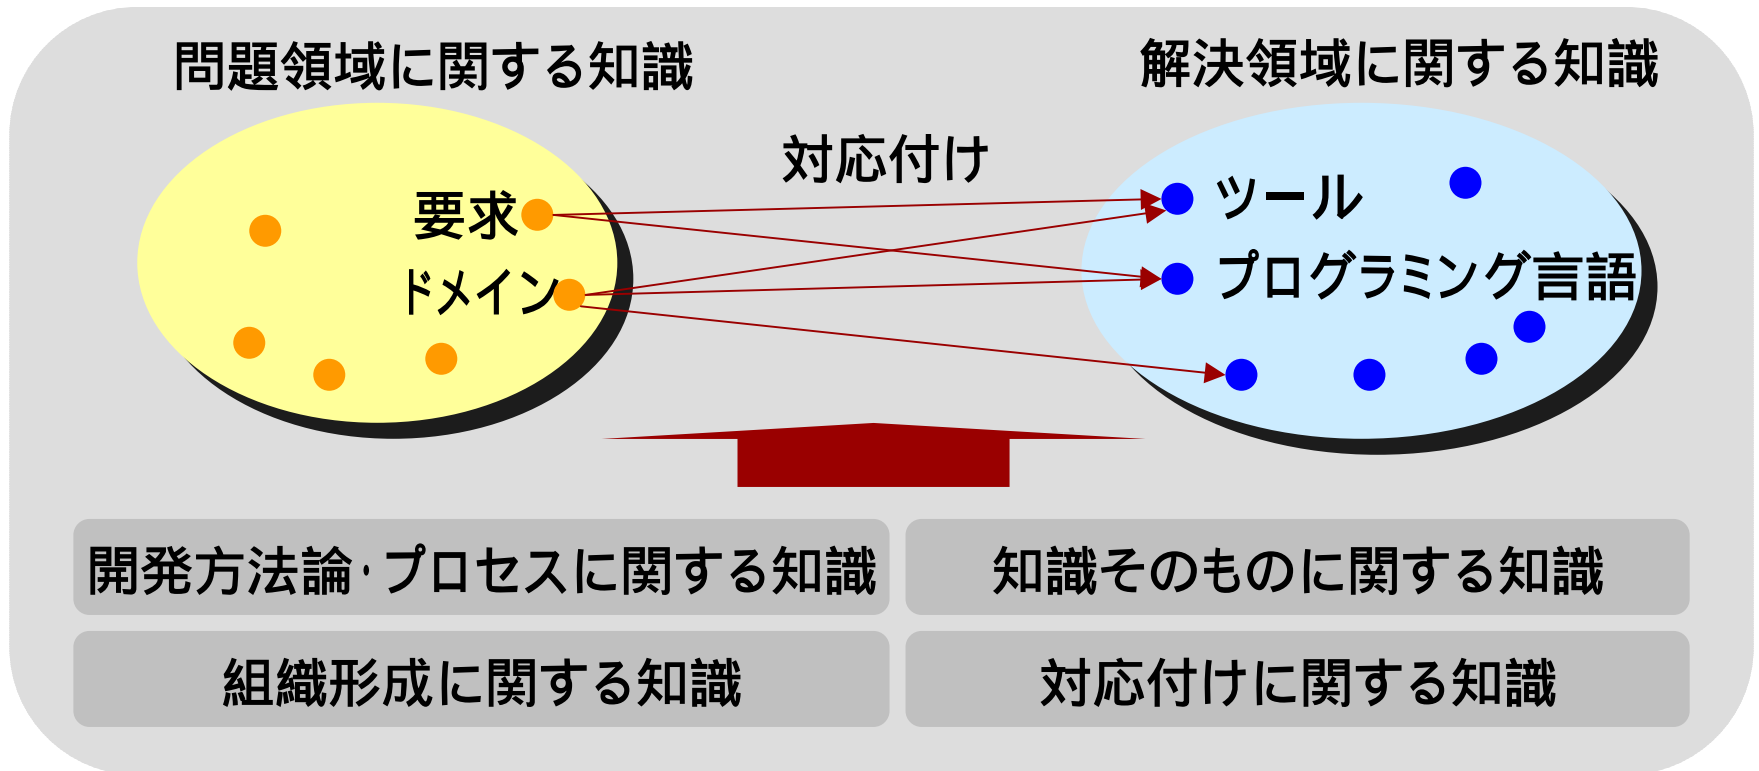 問題領域に関する知識
解決領域に関する知識
対応付け
要求
ドメイン
ツール
プログラミング言語
開発方法論・プロセスに関する知識
知識そのものに関する知識
組織形成に関する知識
対応付けに関する知識